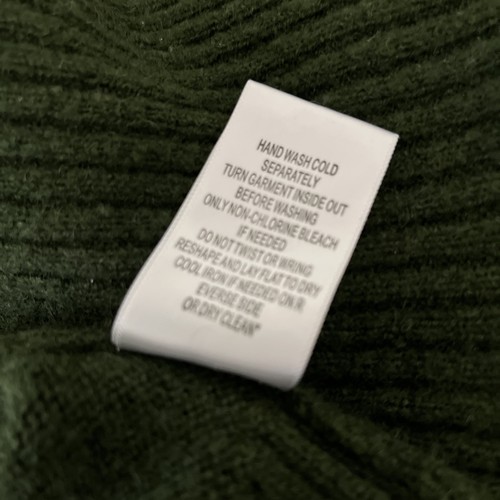 HAND WASH COLD
SEPARATELY
TURN GARMENT INSIDE OUT
BEFORE WASHING
ONLY NON-CHLORINE BLEACH
IF NEEDED
DO NOT TWIST OR WRING
RESHAPE AND LAY FLAT TO DRY
COOL IRON IF NEEDED ON R
EVERSE SIDE
OR DRY CLEAN*